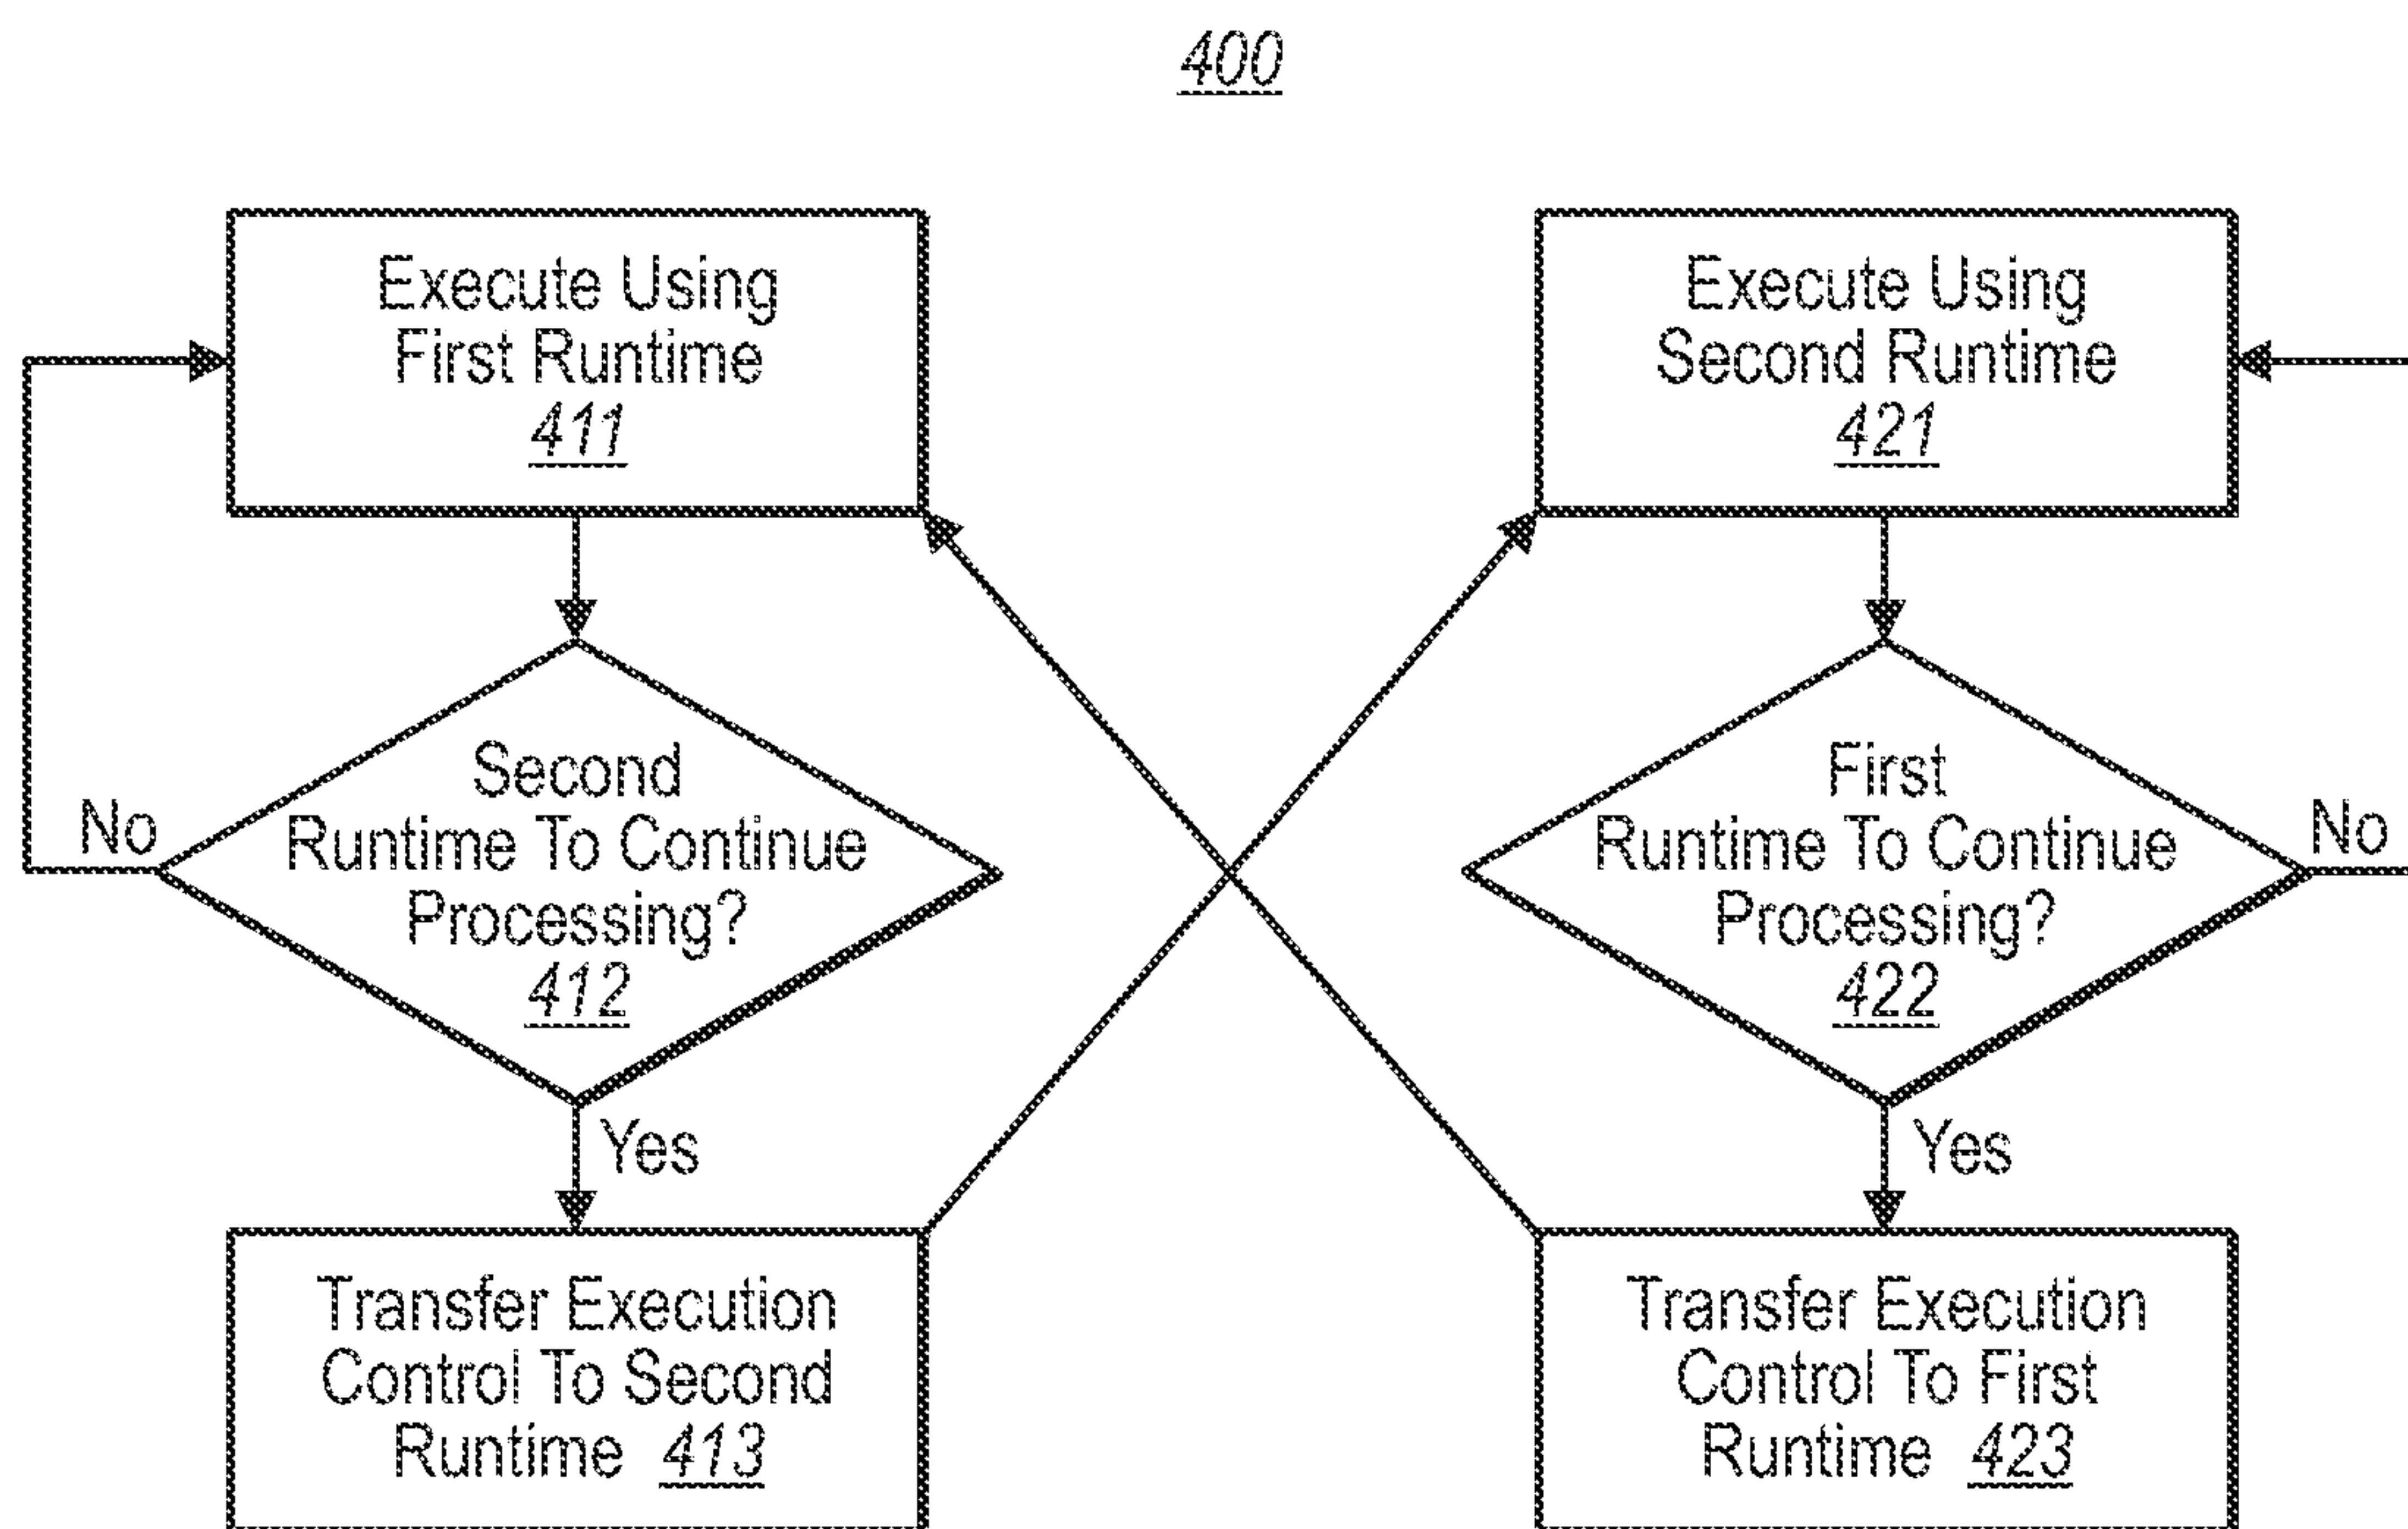 400
Execute Using
First Runtime
411
Execute Using
Second Runtime
421
Second
Runtime To Continue
Processing?
412
No
First
Runtime To Continue
Processing?
422
No
Yes
Yes
Transfer Execution
Control To Second
Runtime 413
Transfer Execution
Control To First
Runtime 423